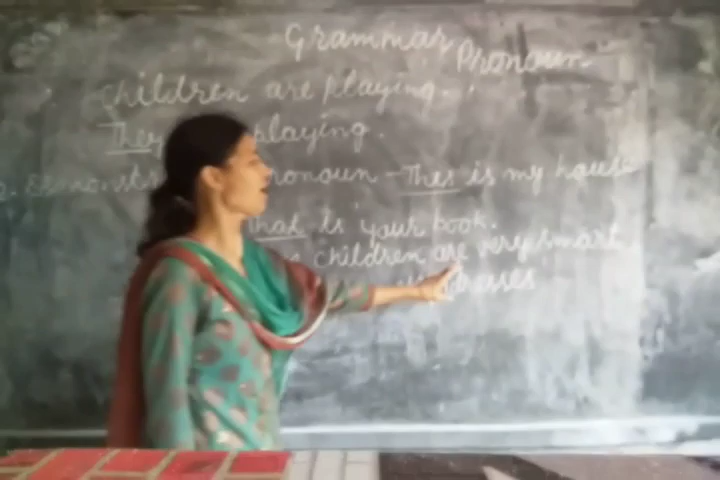 Grammar Pronoun
Children are playing.
They playing.
Pronoun - This is my house
That is your book.
children are very smart
dresses